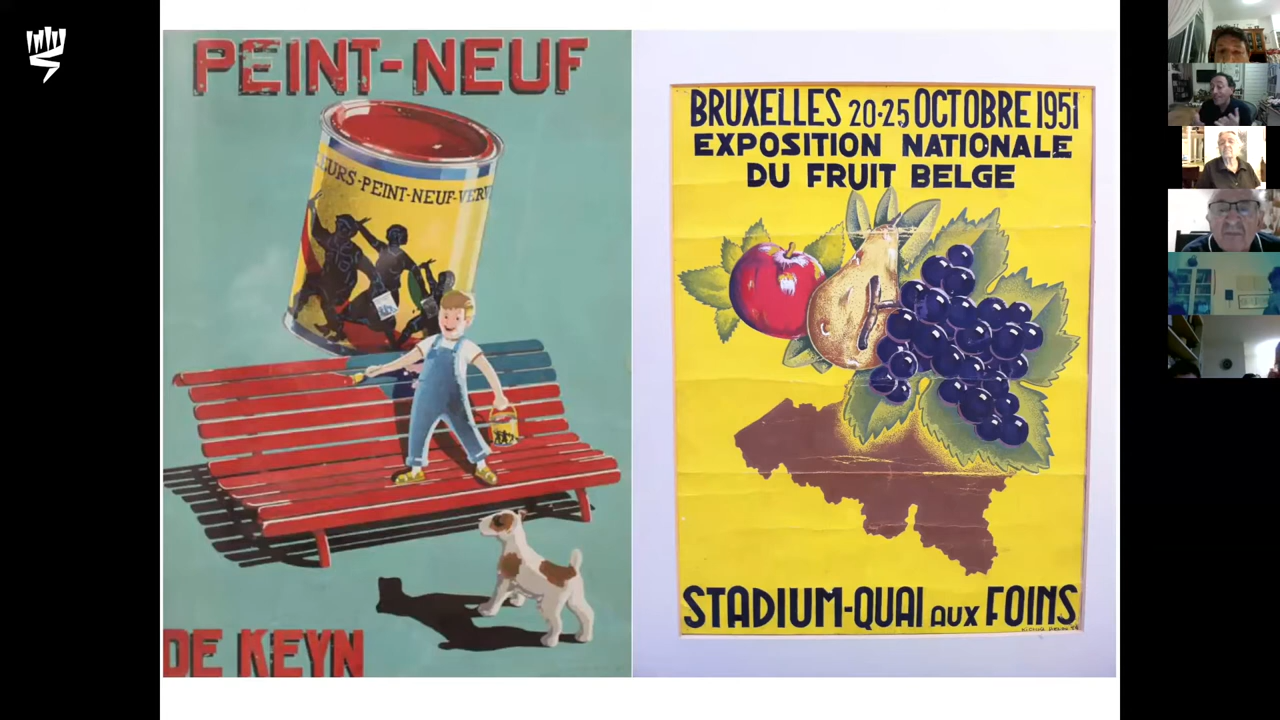 PEINT-NEUF
EURS-PEINT-NEUF-VERN
DE KEYN
BRUXELLES 20-25 OCTOBRE 1951
EXPOSITION NATIONALE
DU FRUIT BELGE
STADIUM-QUAI AUX FOINS